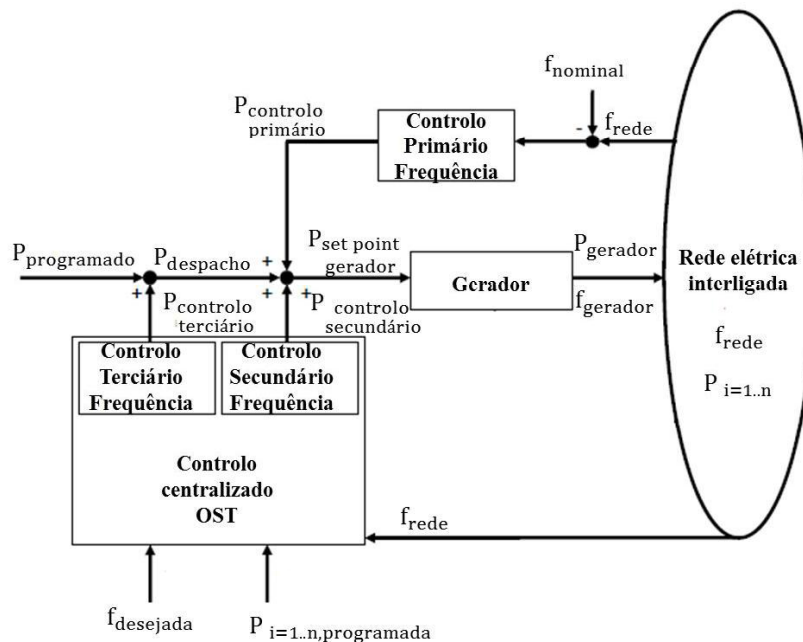 f nominal
P controlo
primário
Controlo
Primário
Frequência
-
f rede
P programado
P despacho
+
+
P set point
gerador
Gerador
P gerador
f gerador
Rede elétrica
interligada
f rede
P i=1..n
+
P controlo
terciário
+
+
P controlo
secundário
Controlo
Terciário
Frequência
Controlo
Secundário
Frequência
Controlo
centralizado
OST
f rede
f desejada
P i=1..n,programada